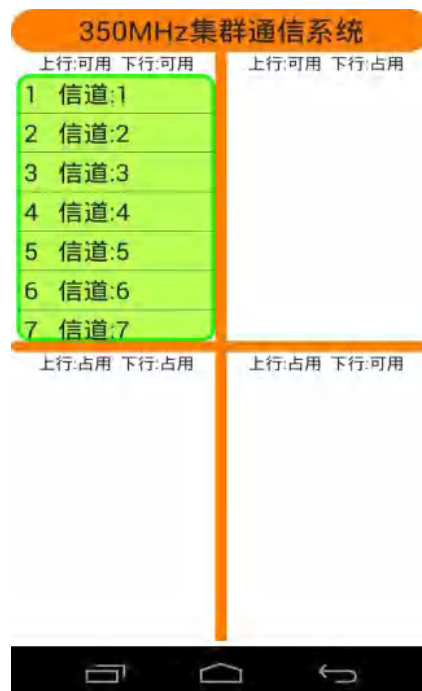 350MHz集群通信系统
上行:可用 下行:可用
上行:可用 下行:占用
1 信道:1
2 信道:2
3 信道:3
4 信道:4
5 信道:5
6 信道:6
7 信道:7
上行:占用 下行:占用
上行:占用 下行:可用